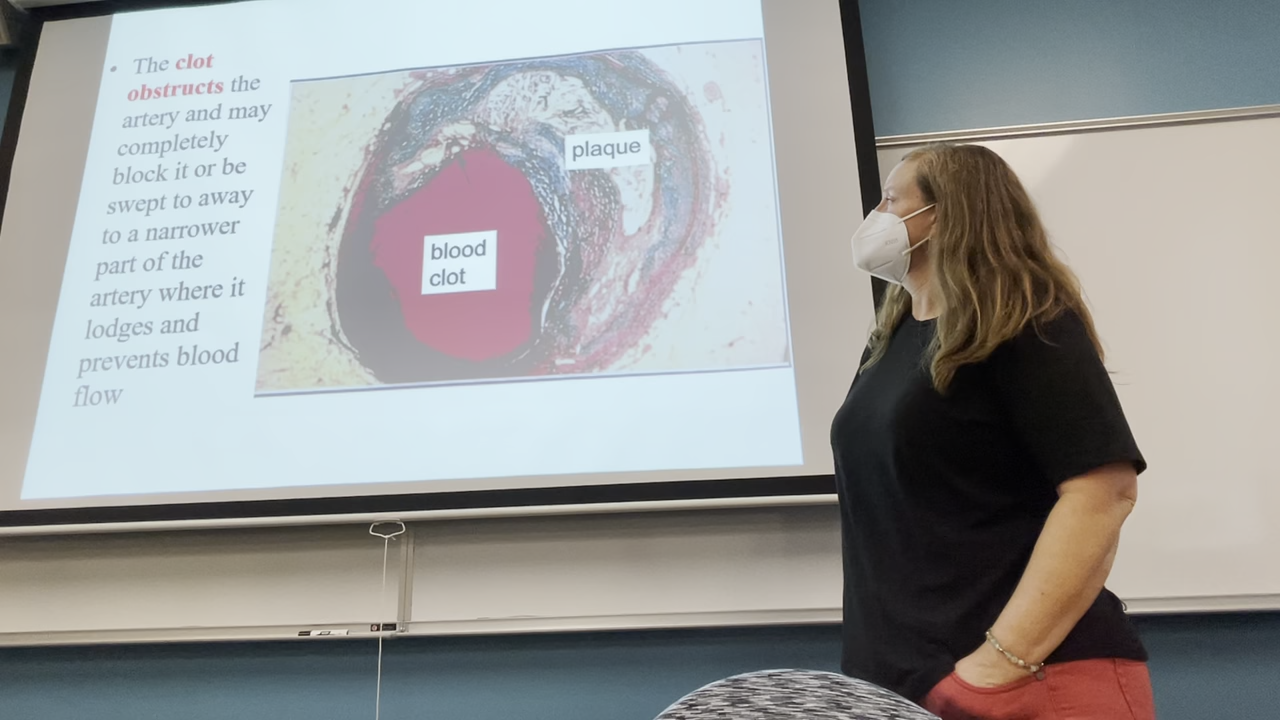 • The clot
obstructs the
artery and may
completely
block it or be
swept to away
to a narrower
part of the
artery where it
lodges and
prevents blood
flow
plaque
blood
clot